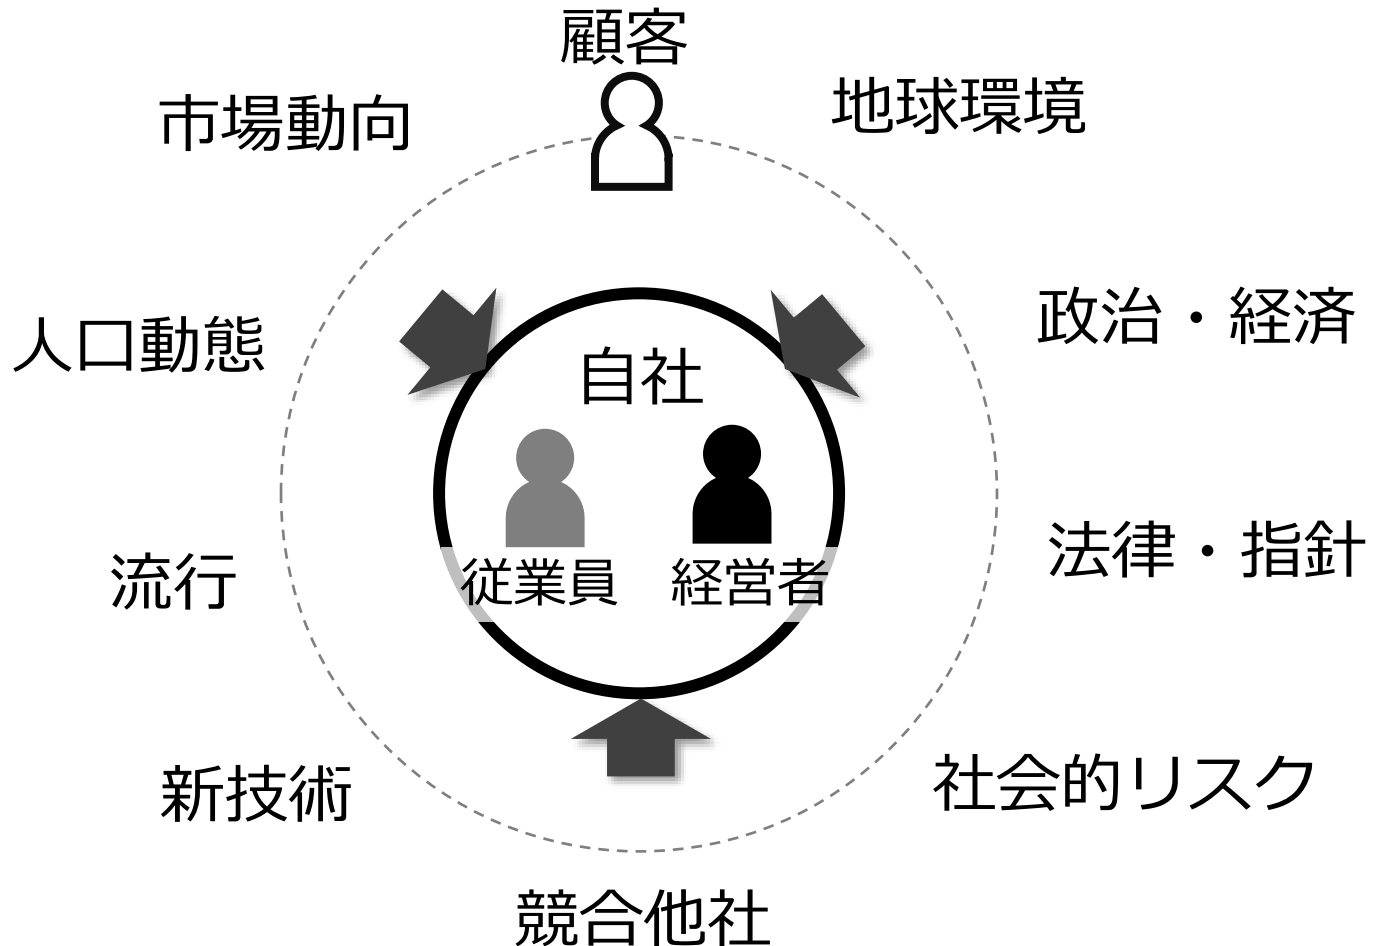 顧客
市場動向
地球環境
人口動態
政治・経済
自社
従業員
経営者
流行
法律・指針
新技術
社会的リスク
競合他社